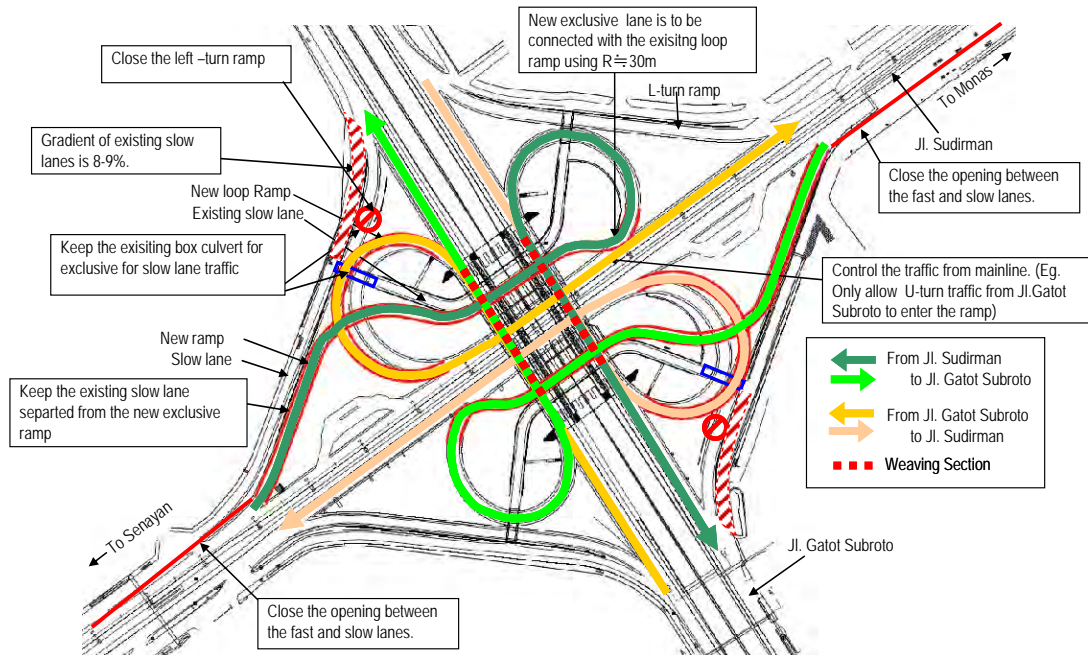 New exclusive  lane is to be
connected with the exisitng loop
ramp using R≒30m
Close the left –turn ramp
L-turn ramp
To Monas
Gradient of existing slow
lanes is 8-9%.
Jl. Sudirman
Close the opening between
the fast and slow lanes.
New loop Ramp
Existing slow lane
Keep the exisiting box culvert for
exclusive for slow lane traffic
Control the traffic from mainline. (Eg.
Only allow  U-turn traffic from Jl.Gatot
Subroto to enter the ramp)
New ramp
Slow lane
Keep the existing slow lane
separted from the new exclusive
ramp
From Jl. Sudirman
to Jl. Gatot Subroto
From Jl. Gatot Subroto
to Jl. Sudirman
Weaving Section
To Senayan
Jl. Gatot Subroto
Close the opening between
the fast and slow lanes.